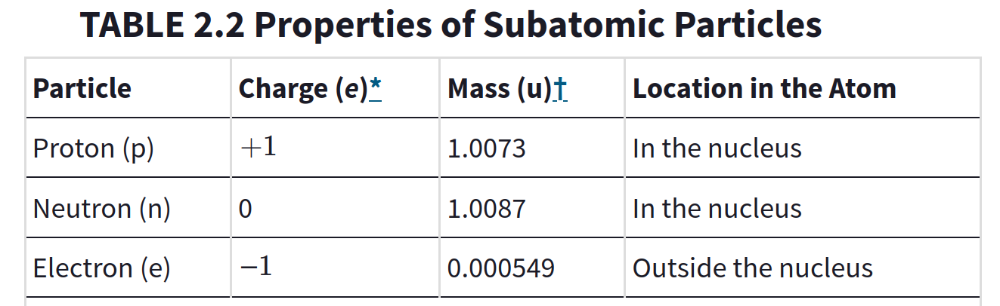 TABLE 2.2 Properties of Subatomic Particles
Particle Charge (e)* Mass (u)† Location in the Atom
Proton (p) +1 1.0073 In the nucleus
Neutron (n) 0 1.0087 In the nucleus
Electron (e) −1 0.000549 Outside the nucleus